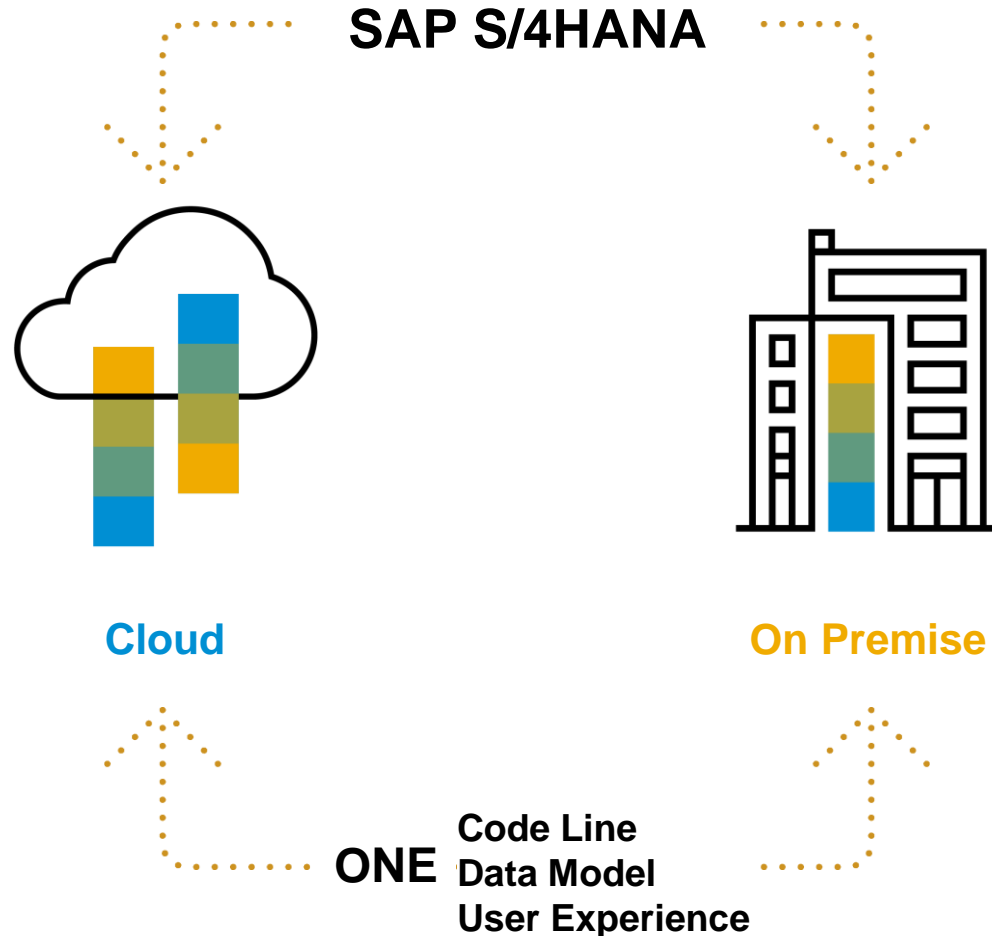 SAP S/4HANA
Cloud
On Premise
ONE
Code Line
Data Model
User Experience